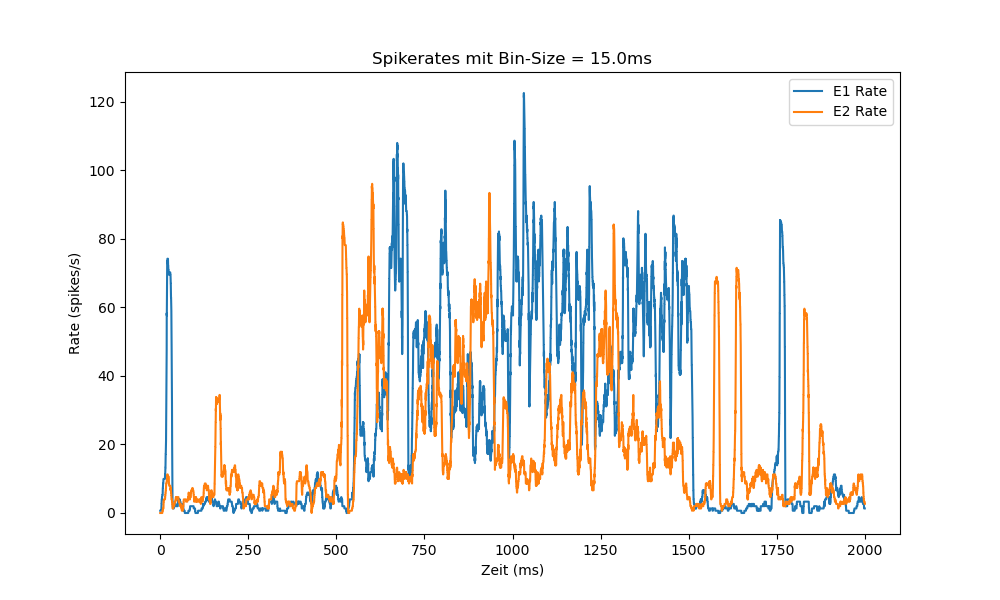 Spikerates mit Bin-Size = 15.0ms
E1 Rate
E2 Rate
120
100
80
60
40
20
0
Rate (spikes/s)
0 250 500 750 1000 1250 1500 1750 2000
Zeit (ms)